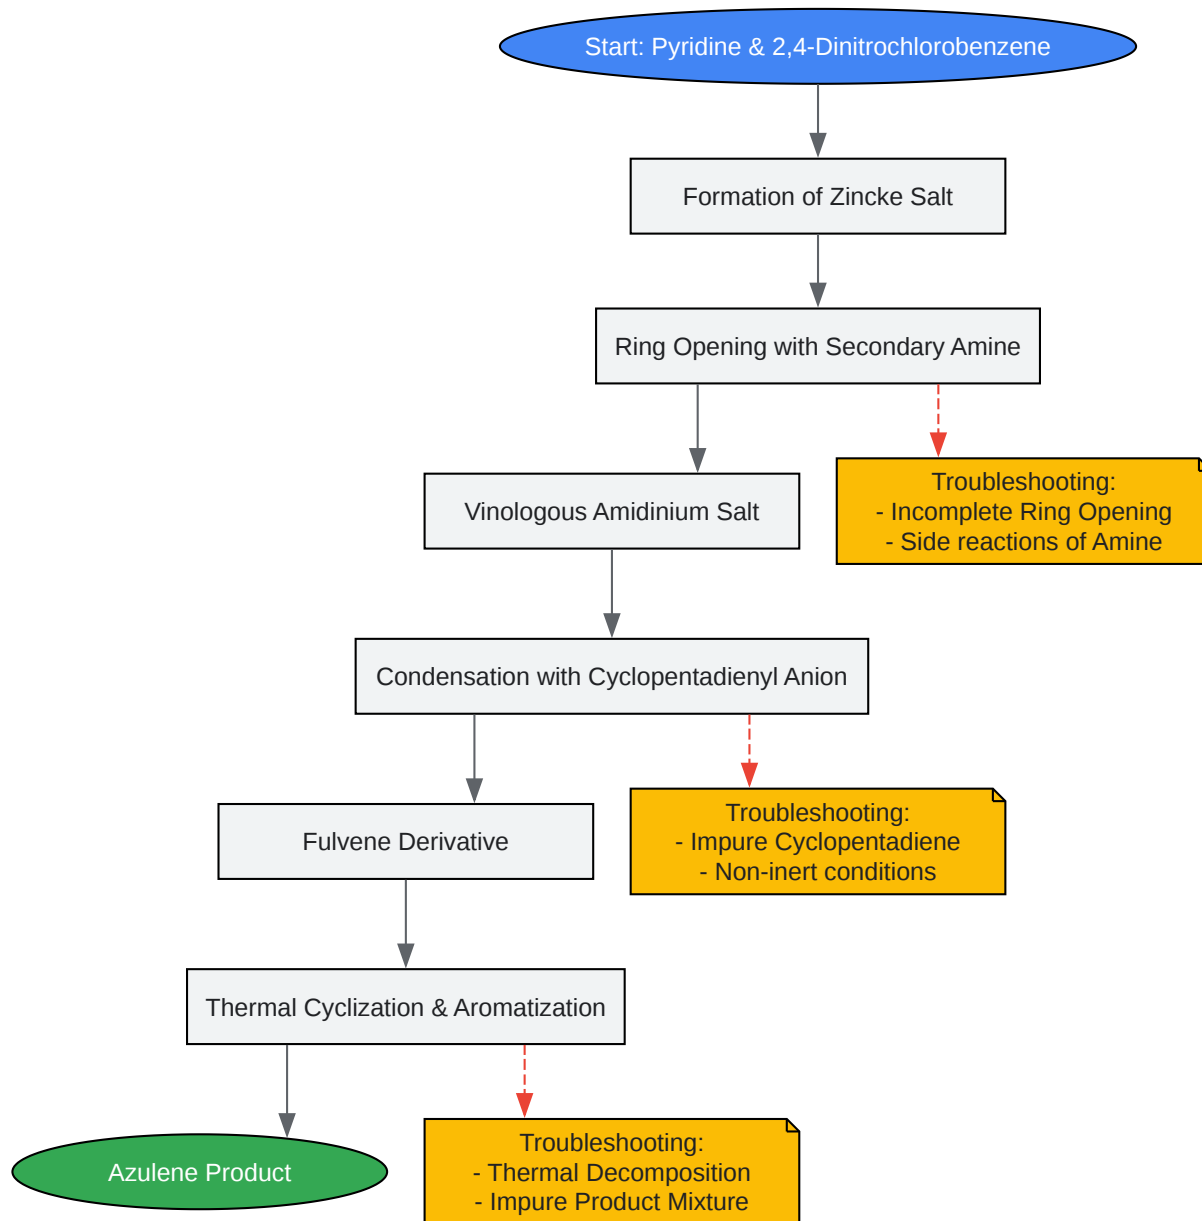 Start: Pyridine & 2,4-Dinitrochlorobenzene
Formation of Zincke Salt
Ring Opening with Secondary Amine
Vinologous Amidinium Salt
Troubleshooting:
- Incomplete Ring Opening
- Side reactions of Amine
Condensation with Cyclopentadienyl Anion
Fulvene Derivative
Troubleshooting:
- Impure Cyclopentadiene
- Non-inert conditions
Thermal Cyclization & Aromatization
Azulene Product
Troubleshooting:
- Thermal Decomposition
- Impure Product Mixture